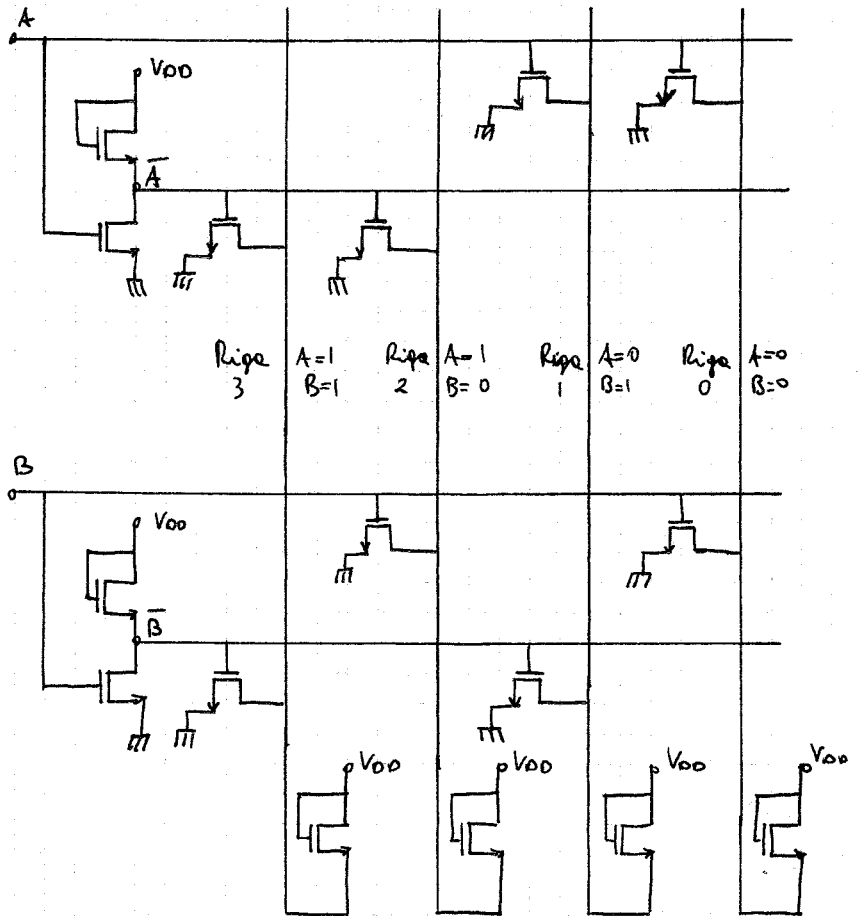 A
VDD
A
Riga A=1 Riga A=1 Riga A=0 Riga A=0
3 B=1 2 B=0 1 B=1 0 B=0
B
VDD
B
VDD VDD VDD VDD